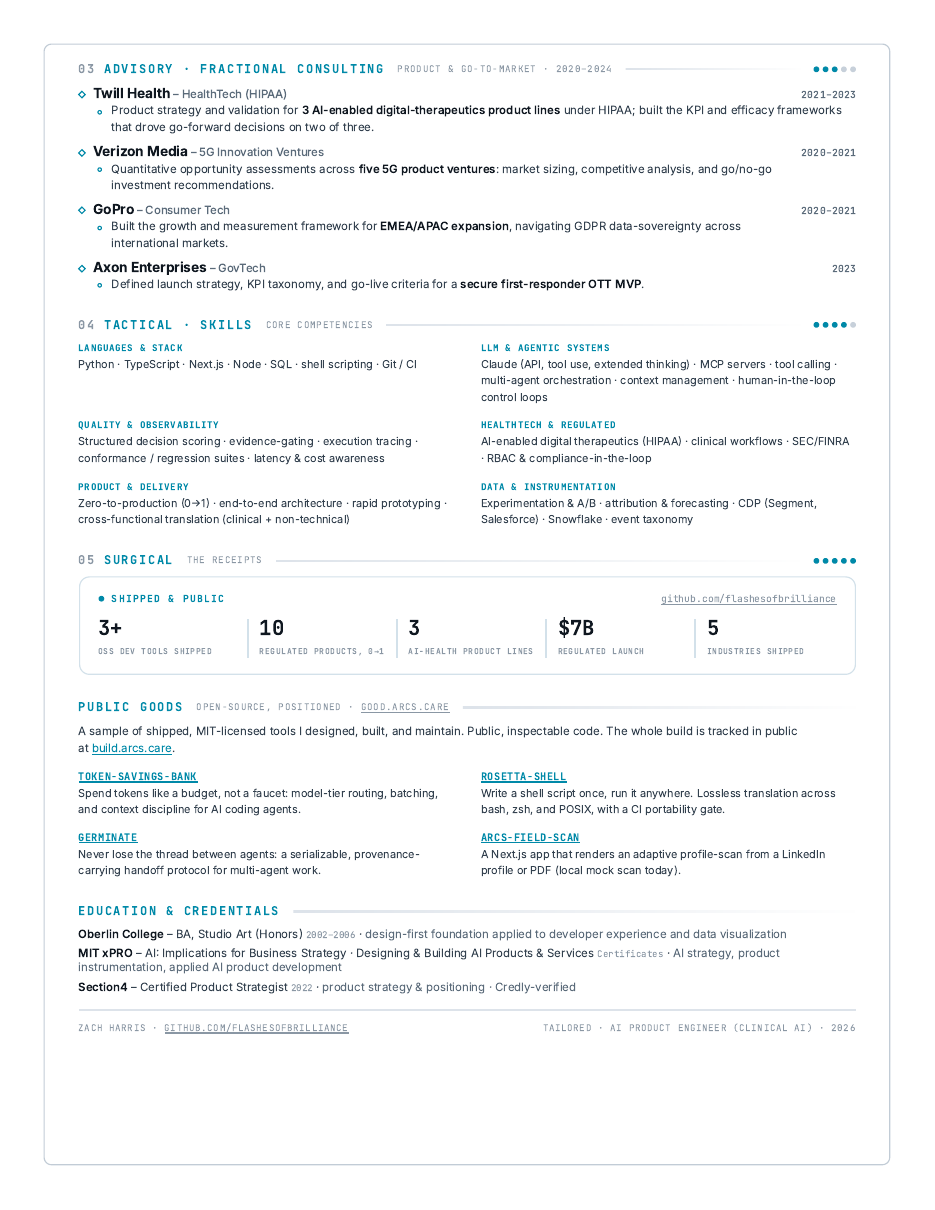 03 ADVISORY · FRACTIONAL CONSULTING PRODUCT & GO-TO-MARKET · 2020–2024
Twill Health – HealthTech (HIPAA) 2021–2023
Product strategy and validation for 3 AI-enabled digital-therapeutics product lines under HIPAA; built the KPI and efficacy frameworks
that drove go-forward decisions on two of three.
Verizon Media – 5G Innovation Ventures 2020–2021
Quantitative opportunity assessments across five 5G product ventures: market sizing, competitive analysis, and go/no-go
investment recommendations.
GoPro – Consumer Tech 2020–2021
Built the growth and measurement framework for EMEA/APAC expansion, navigating GDPR data-sovereignty across
international markets.
Axon Enterprises – GovTech 2023
Defined launch strategy, KPI taxonomy, and go-live criteria for a secure first-responder OTT MVP.
04 TACTICAL · SKILLS CORE COMPETENCIES
LANGUAGES & STACK
Python · TypeScript · Next.js · Node · SQL · shell scripting · Git / CI
LLM & AGENTIC SYSTEMS
Claude (API, tool use, extended thinking) · MCP servers · tool calling ·
multi-agent orchestration · context management · human-in-the-loop
control loops
QUALITY & OBSERVABILITY
Structured decision scoring · evidence-gating · execution tracing ·
conformance / regression suites · latency & cost awareness
HEALTHTECH & REGULATED
AI-enabled digital therapeutics (HIPAA) · clinical workflows · SEC/FINRA
· RBAC & compliance-in-the-loop
PRODUCT & DELIVERY
Zero-to-production (0→1) · end-to-end architecture · rapid prototyping ·
cross-functional translation (clinical + non-technical)
DATA & INSTRUMENTATION
Experimentation & A/B · attribution & forecasting · CDP (Segment,
Salesforce) · Snowflake · event taxonomy
05 SURGICAL THE RECEIPTS
SHIPPED & PUBLIC github.com/flashesofbrilliance
3+ 10 3 $7B 5
OSS DEV TOOLS SHIPPED REGULATED PRODUCTS, 0→1 AI-HEALTH PRODUCT LINES REGULATED LAUNCH INDUSTRIES SHIPPED
PUBLIC GOODS OPEN-SOURCE, POSITIONED · GOOD.ARCS.CARE
A sample of shipped, MIT-licensed tools I designed, built, and maintain. Public, inspectable code. The whole build is tracked in public
at build.arcs.care.
TOKEN-SAVINGS-BANK
Spend tokens like a budget, not a faucet: model-tier routing, batching,
and context discipline for AI coding agents.
ROSETTA-SHELL
Write a shell script once, run it anywhere. Lossless translation across
bash, zsh, and POSIX, with a CI portability gate.
GERMINATE
Never lose the thread between agents: a serializable, provenance-
carrying handoff protocol for multi-agent work.
ARCS-FIELD-SCAN
A Next.js app that renders an adaptive profile-scan from a LinkedIn
profile or PDF (local mock scan today).
EDUCATION & CREDENTIALS
Oberlin College – BA, Studio Art (Honors) 2002–2006 · design-first foundation applied to developer experience and data visualization
MIT xPRO – AI: Implications for Business Strategy · Designing & Building AI Products & Services Certificates · AI strategy, product
instrumentation, applied AI product development
Section4 – Certified Product Strategist 2022 · product strategy & positioning · Credly-verified
ZACH HARRIS · GITHUB.COM/FLASHESOFBRILLIANCE TAILORED · AI PRODUCT ENGINEER (CLINICAL AI) · 2026